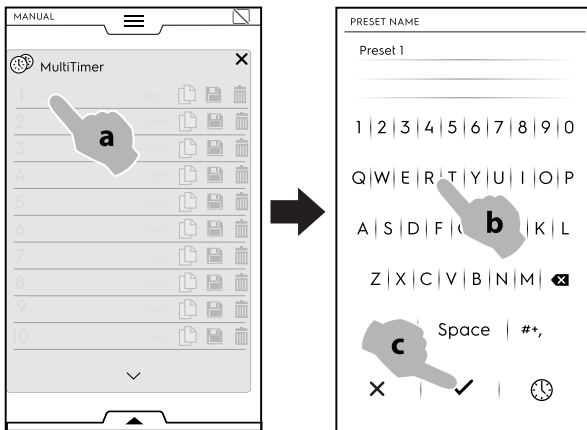 MANUAL
MultiTimer
1
2
3
4
5
6
7
8
9
10
a
PRESET NAME
Preset 1
1 2 3 4 5 6 7 8 9 0
Q W E R T Y U I O P
b
A S D F K L
Z X C V B N M
c
Space #+,